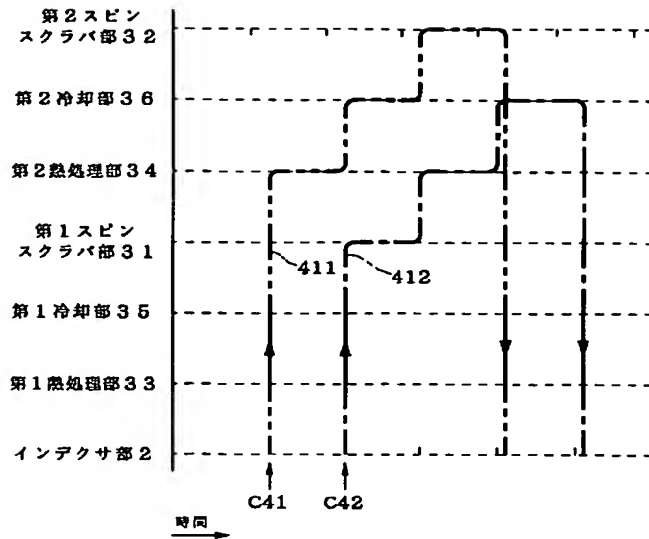 第2スピン
スクラバ部32
第2冷却部36
第2熱処理部34
第1スピン
スクラバ部31
411
412
第1冷却部35
第1熱処理部33
インデクサ部2
C41
C42
時間